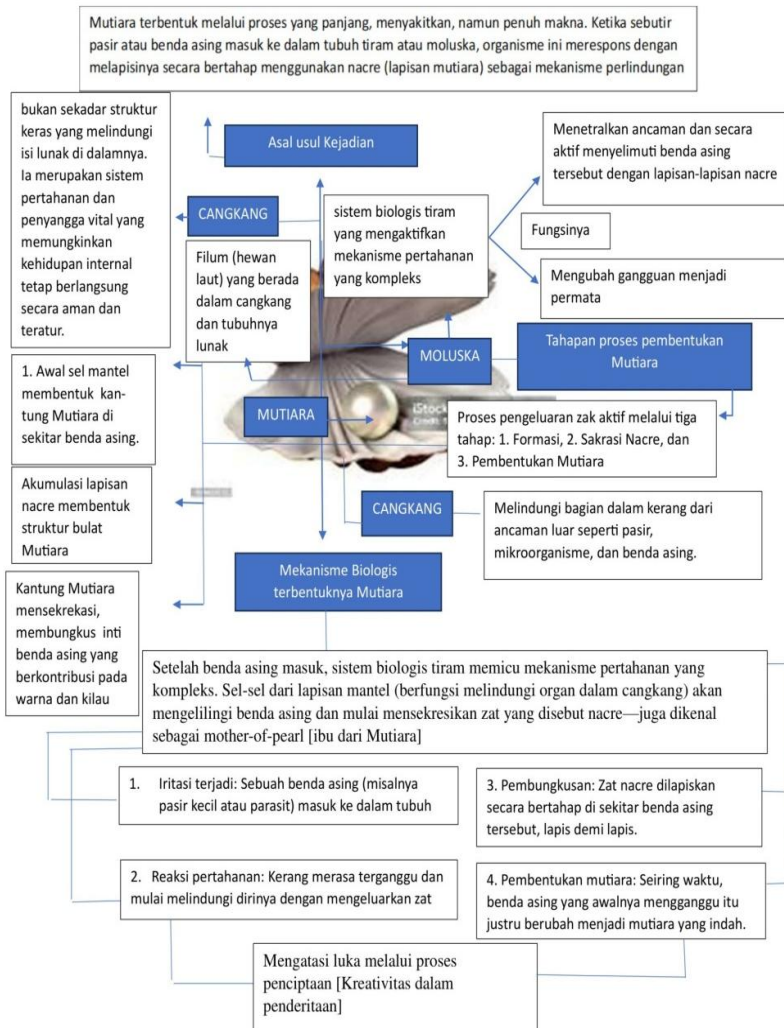 Mutiara terbentuk melalui proses yang panjang, menyakitkan, namun penuh makna. Ketika sebutir
pasir atau benda asing masuk ke dalam tubuh tiram atau moluska, organisme ini merespons dengan
melapisinya secara bertahap menggunakan nacre (lapisan mutiara) sebagai mekanisme perlindungan
bukan sekadar struktur
keras yang melindungi
isi lunak di dalamnya.
Ia merupakan sistem
pertahanan dan
penyangga vital yang
memungkinkan
kehidupan internal
tetap berlangsung
secara aman dan
teratur.
Asal usul Kejadian
CANGKANG
sistem biologis tiram
yang mengaktifkan
mekanisme pertahanan
yang kompleks
Menetralkan ancaman dan secara
aktif menyelimuti benda asing
tersebut dengan lapisan-lapisan nacre
Fungsinya
Mengubah gangguan menjadi
permata
Filum (hewan
laut) yang berada
dalam cangkang
dan tubuhnya
lunak
MOLUSKA
Tahapan proses pembentukan
Mutiara
1. Awal sel mantel
membentuk kan-
tung Mutiara di
sekitar benda asing.
MUTIARA
iStock
Proses pengeluaran zak aktif melalui tiga
tahap: 1. Formasi, 2. Sakrasi Nacre, dan
3. Pembentukan Mutiara
Akumulasi lapisan
nacre membentuk
struktur bulat
Mutiara
CANGKANG
Melindungi bagian dalam kerang dari
ancaman luar seperti pasir,
mikroorganisme, dan benda asing.
Mekanisme Biologis
terbentuknya Mutiara
Kantung Mutiara
mensekrekasi,
membungkus inti
benda asing yang
berkontribusi pada
warna dan kilau
Setelah benda asing masuk, sistem biologis tiram memicu mekanisme pertahanan yang
kompleks. Sel-sel dari lapisan mantel (berfungsi melindungi organ dalam cangkang) akan
mengelilingi benda asing dan mulai mensekresikan zat yang disebut nacre—juga dikenal
sebagai mother-of-pearl [ibu dari Mutiara]
1. Iritasi terjadi: Sebuah benda asing (misalnya
pasir kecil atau parasit) masuk ke dalam tubuh
3. Pembungkusan: Zat nacre dilapiskan
secara bertahap di sekitar benda asing
tersebut, lapis demi lapis.
2. Reaksi pertahanan: Kerang merasa terganggu dan
mulai melindungi dirinya dengan mengeluarkan zat
4. Pembentukan mutiara: Seiring waktu,
benda asing yang awalnya mengganggu itu
justru berubah menjadi mutiara yang indah.
Mengatasi luka melalui proses
penciptaan [Kreativitas dalam
penderitaan]